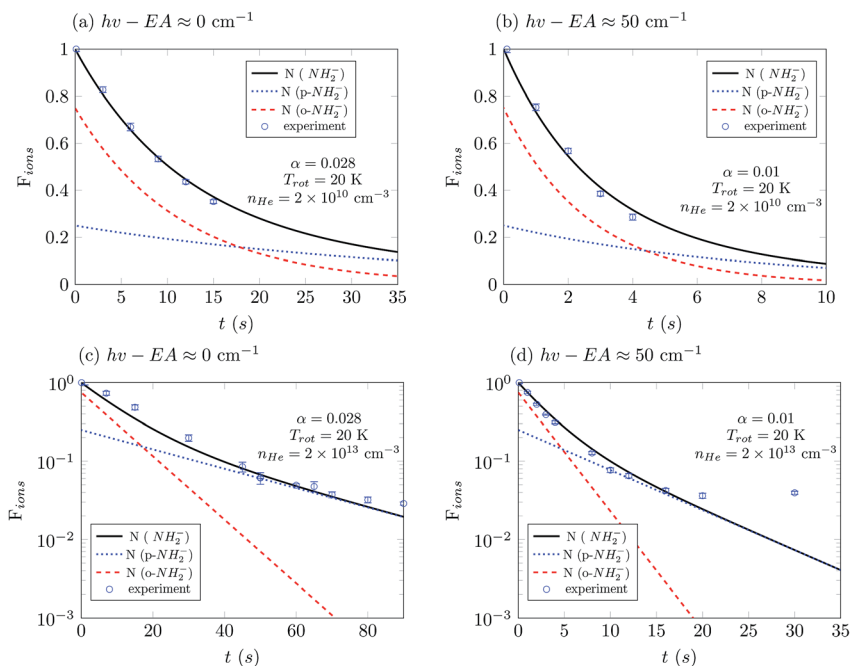 (a) hν − EA ≈ 0 cm⁻¹
1
0.8
0.6
0.4
0.2
0
F_ions
N ( NH₂⁻)
N (p-NH₂⁻)
N (o-NH₂⁻)
experiment
α = 0.028
T_rot = 20 K
n_He = 2 × 10¹⁰ cm⁻³
0 5 10 15 20 25 30 35
t (s)
(b) hν − EA ≈ 50 cm⁻¹
1
0.8
0.6
0.4
0.2
0
F_ions
N ( NH₂⁻)
N (p-NH₂⁻)
N (o-NH₂⁻)
experiment
α = 0.01
T_rot = 20 K
n_He = 2 × 10¹⁰ cm⁻³
0 2 4 6 8 10
t (s)
(c) hν − EA ≈ 0 cm⁻¹
10⁰
10⁻¹
10⁻²
10⁻³
F_ions
α = 0.028
T_rot = 20 K
n_He = 2 × 10¹³ cm⁻³
N ( NH₂⁻)
N (p-NH₂⁻)
N (o-NH₂⁻)
experiment
0 20 40 60 80
t (s)
(d) hν − EA ≈ 50 cm⁻¹
10⁰
10⁻¹
10⁻²
10⁻³
F_ions
α = 0.01
T_rot = 20 K
n_He = 2 × 10¹³ cm⁻³
N ( NH₂⁻)
N (p-NH₂⁻)
N (o-NH₂⁻)
experiment
0 5 10 15 20 25 30 35
t (s)